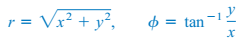 r = √x² + y², ϕ = tan⁻¹ y/x